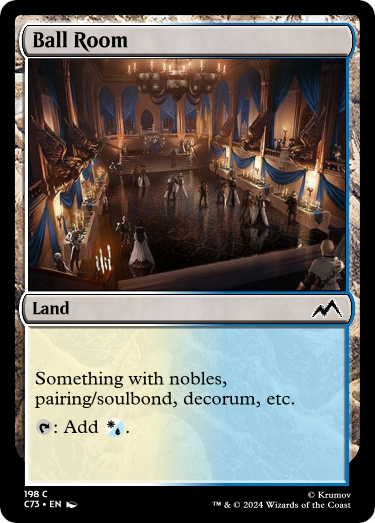 Ball Room
Land
Something with nobles,
pairing/soulbond, decorum, etc.
: Add .
198 C
C73 • EN
© Krumov
™ & © 2024 Wizards of the Coast